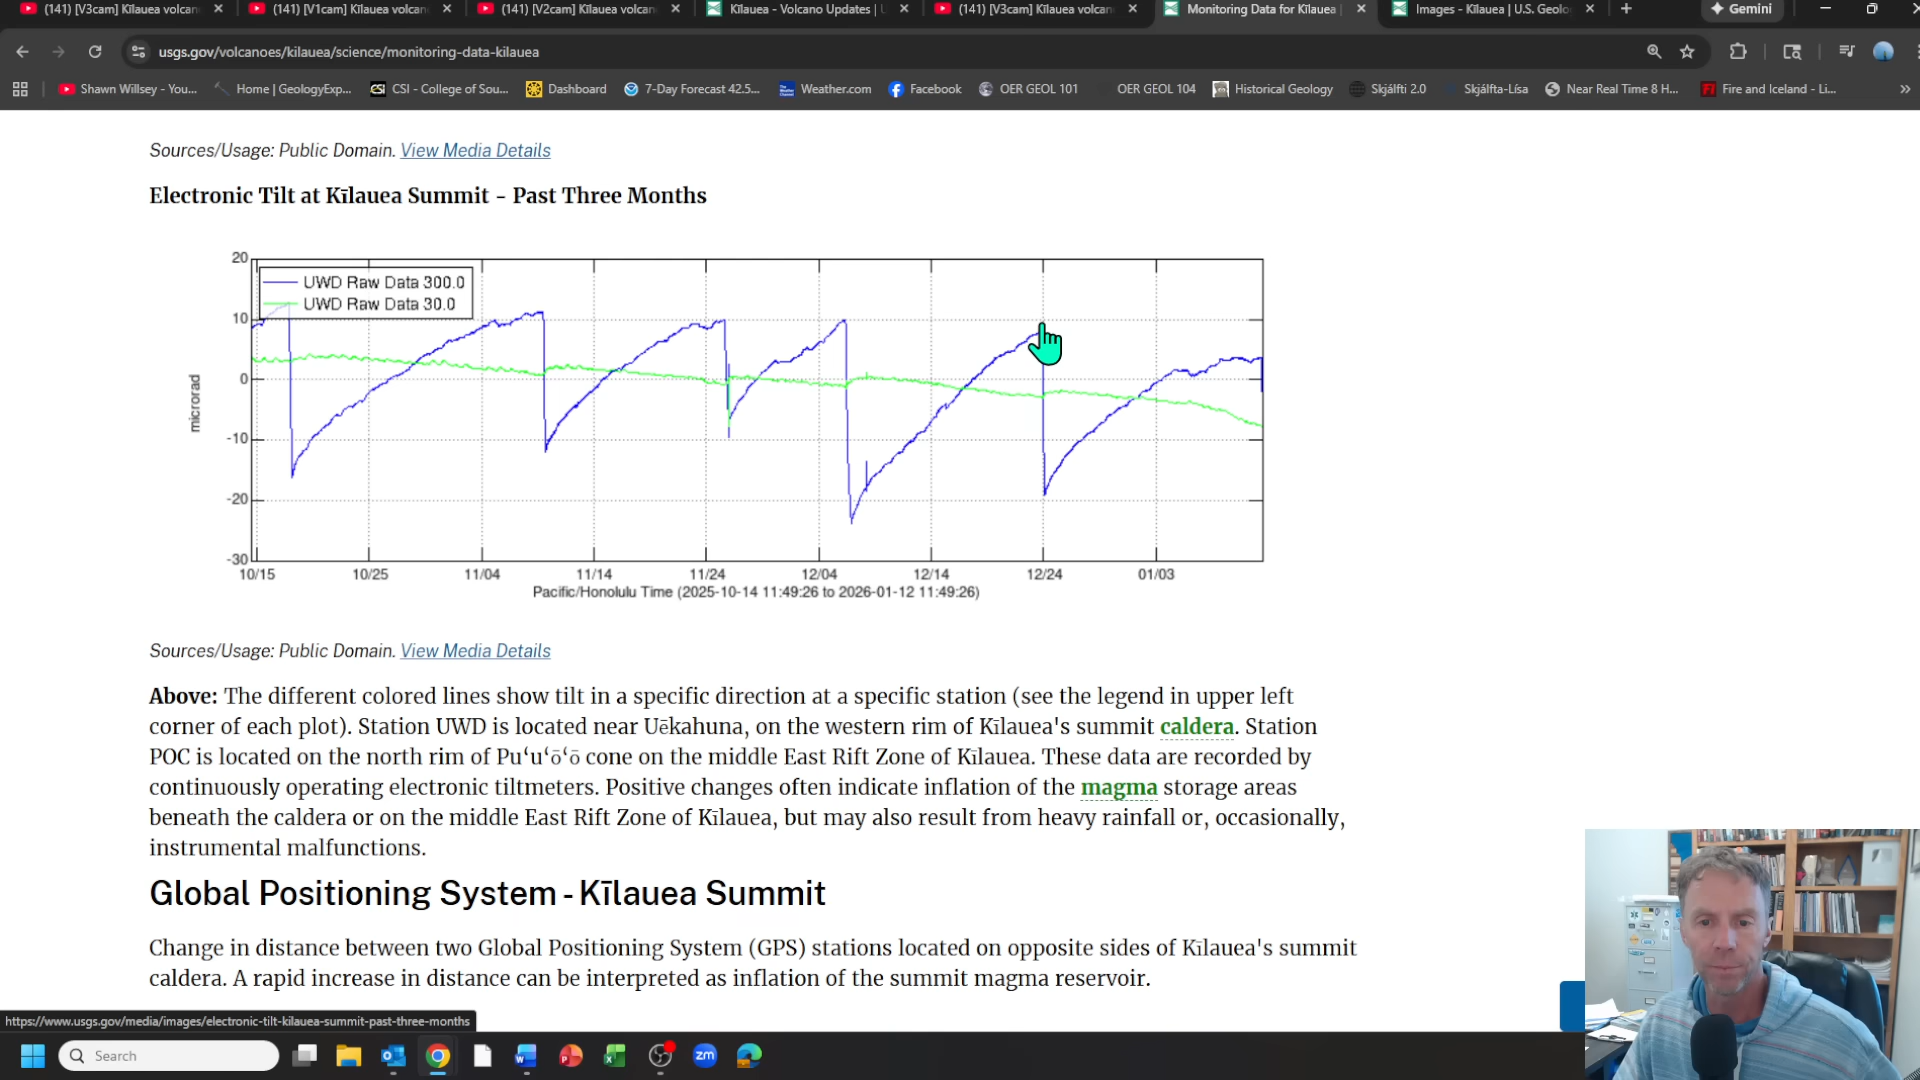 (141) [V3cam] Kīlauea volcan
(141) [V1cam] Kīlauea volcan
(141) [V2cam] Kīlauea volcan
Kīlauea - Volcano Updates | U
(141) [V3cam] Kīlauea volcan
Monitoring Data for Kīlauea |
Images - Kīlauea | U.S. Geolo
Gemini
usgs.gov/volcanoes/kilauea/science/monitoring-data-kilauea
Shawn Willsey - You...
Home | GeologyExp...
CSI
CSI - College of Sou...
Dashboard
7-Day Forecast 42.5...
Weather.com
Facebook
OER GEOL 101
OER GEOL 104
Historical Geology
Skjálfti 2.0
Skjálfta-Lísa
Near Real Time 8 H...
Fire and Iceland - Li...
Sources/Usage: Public Domain. View Media Details
Electronic Tilt at Kīlauea Summit - Past Three Months
UWD Raw Data 300.0
UWD Raw Data 30.0
20
10
0
-10
-20
-30
microrad
10/15 10/25 11/04 11/14 11/24 12/04 12/14 12/24 01/03
Pacific/Honolulu Time (2025-10-14 11:49:26 to 2026-01-12 11:49:26)
Sources/Usage: Public Domain. View Media Details
Above: The different colored lines show tilt in a specific direction at a specific station (see the legend in upper left
corner of each plot). Station UWD is located near Uēkahuna, on the western rim of Kīlauea's summit caldera. Station
POC is located on the north rim of Puʻuʻōʻō cone on the middle East Rift Zone of Kīlauea. These data are recorded by
continuously operating electronic tiltmeters. Positive changes often indicate inflation of the magma storage areas
beneath the caldera or on the middle East Rift Zone of Kīlauea, but may also result from heavy rainfall or, occasionally,
instrumental malfunctions.
Global Positioning System - Kīlauea Summit
Change in distance between two Global Positioning System (GPS) stations located on opposite sides of Kīlauea's summit
caldera. A rapid increase in distance can be interpreted as inflation of the summit magma reservoir.
https://www.usgs.gov/media/images/electronic-tilt-kilauea-summit-past-three-months
Search
zm